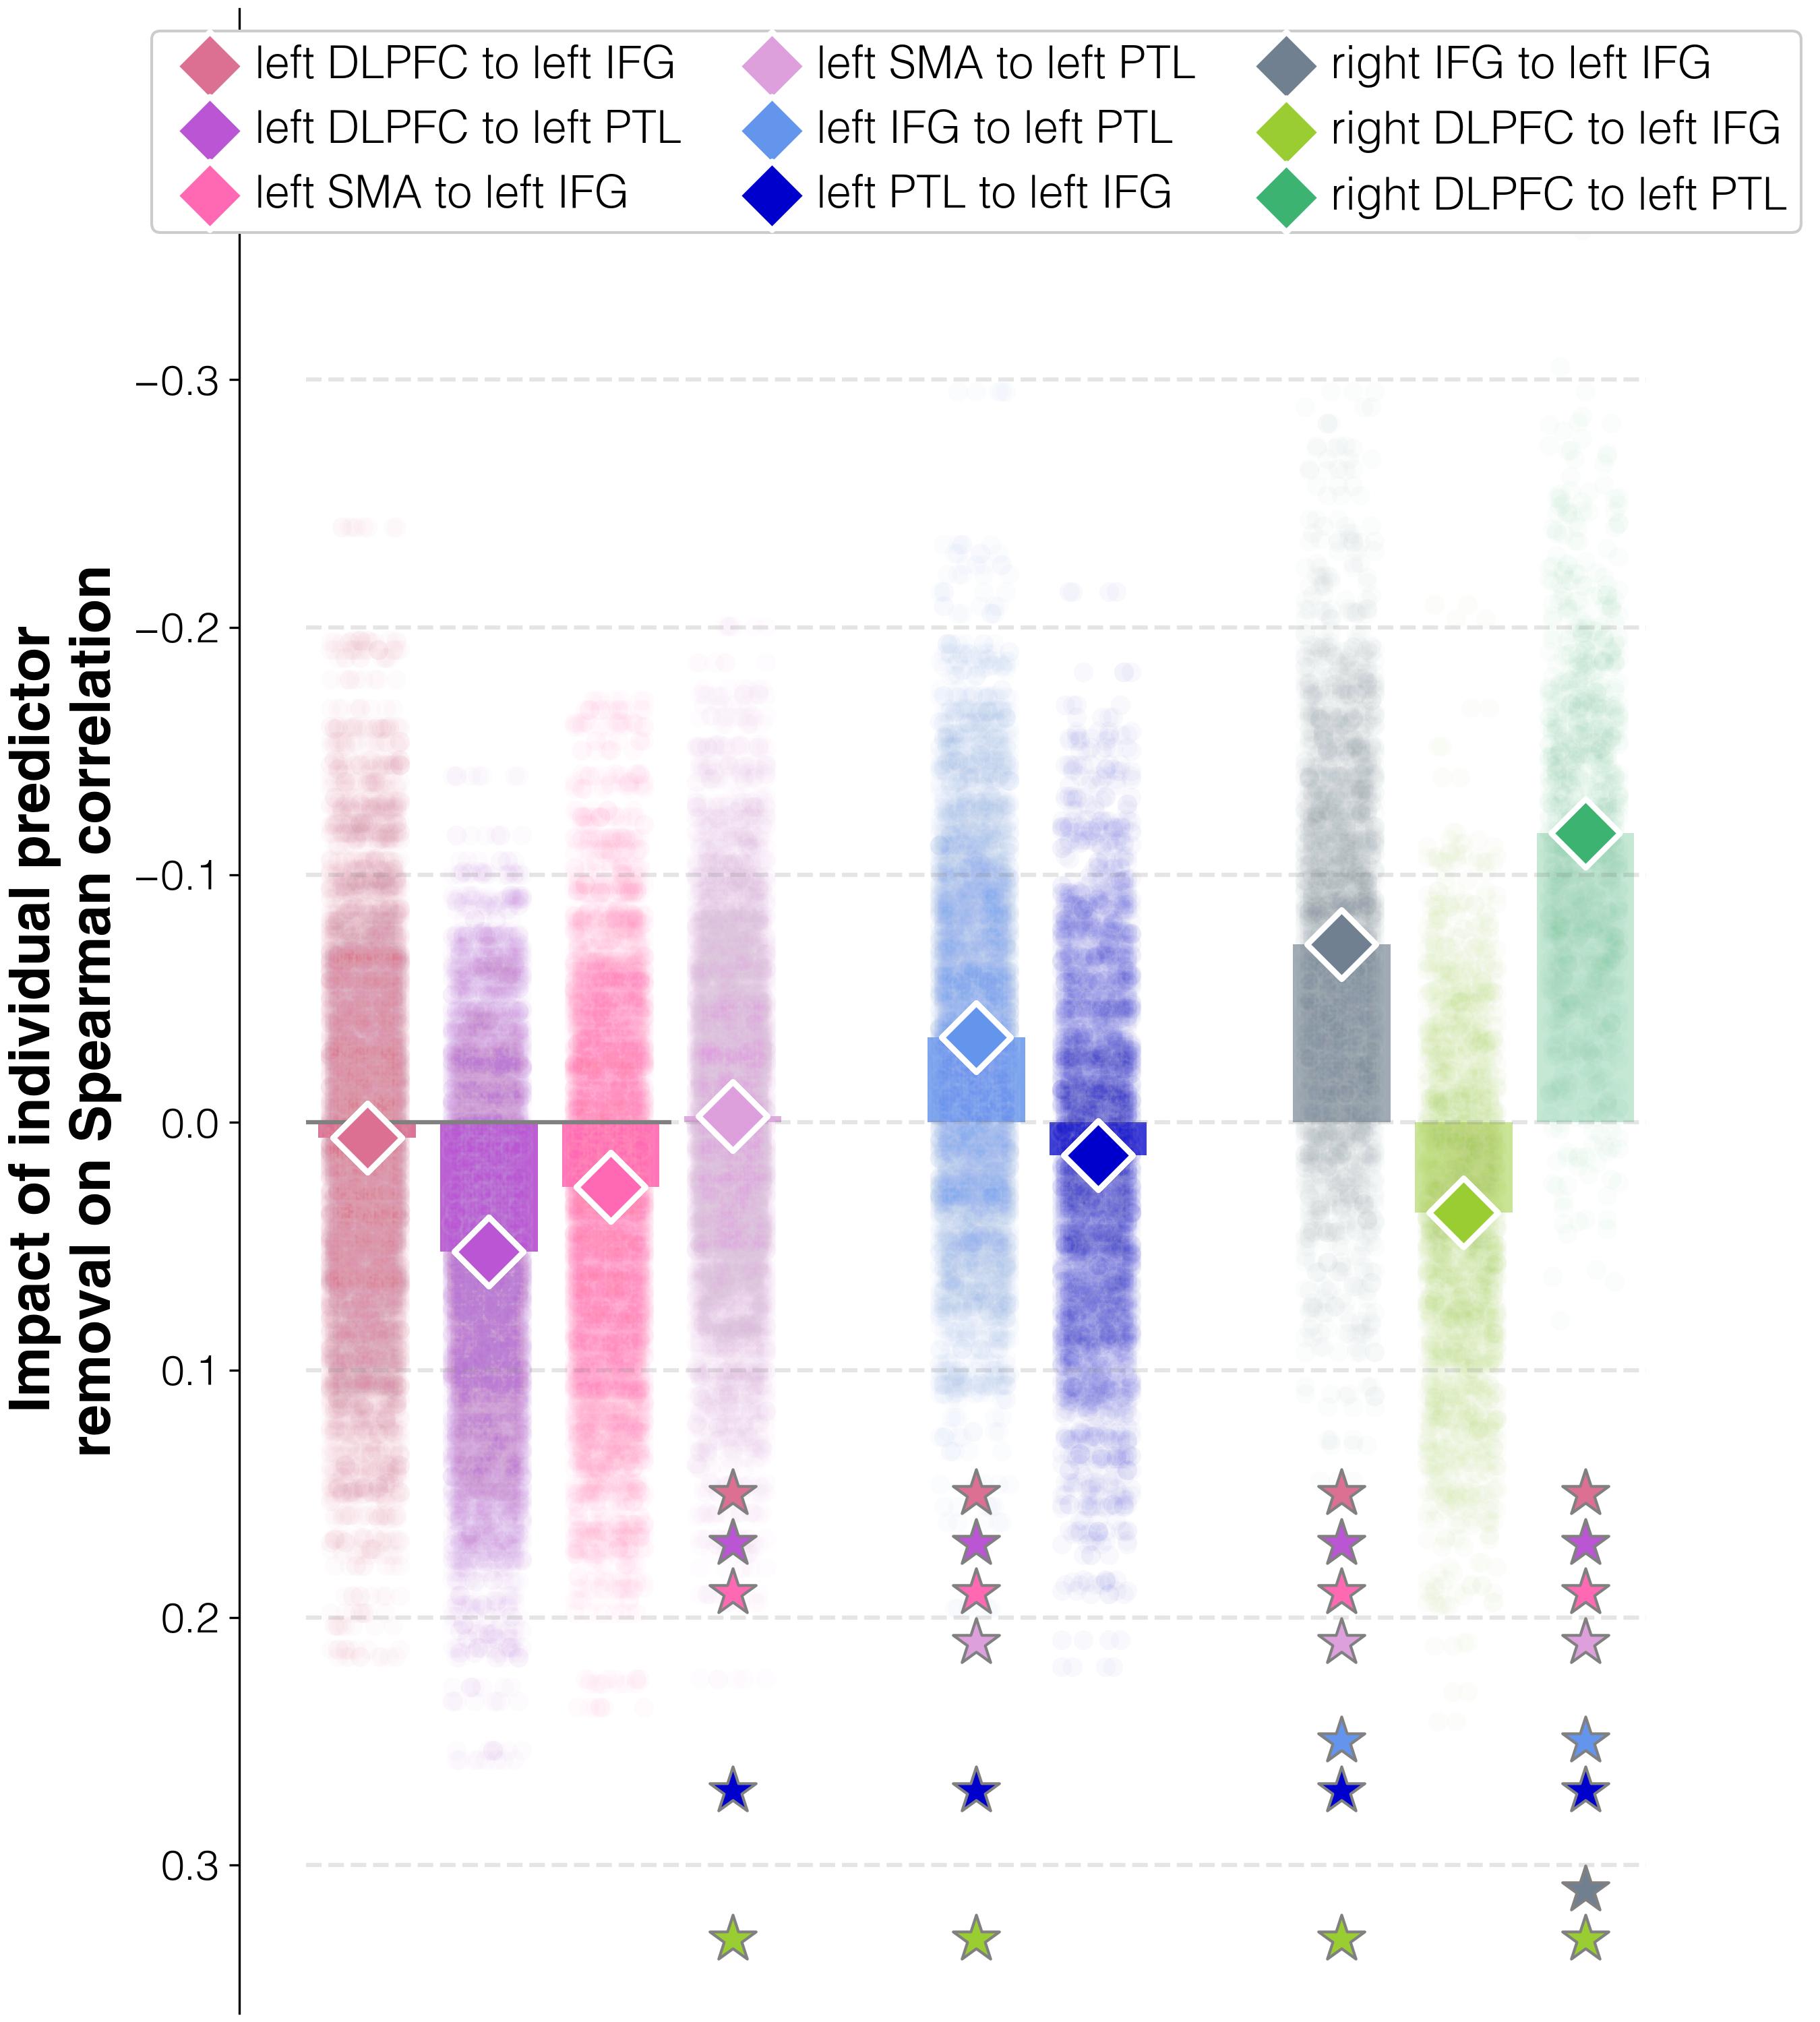 left DLPFC to left IFG
left DLPFC to left PTL
left SMA to left IFG
left SMA to left PTL
left IFG to left PTL
left PTL to left IFG
right IFG to left IFG
right DLPFC to left IFG
right DLPFC to left PTL
Impact of individual predictor
removal on Spearman correlation
−0.3
−0.2
−0.1
0.0
0.1
0.2
0.3